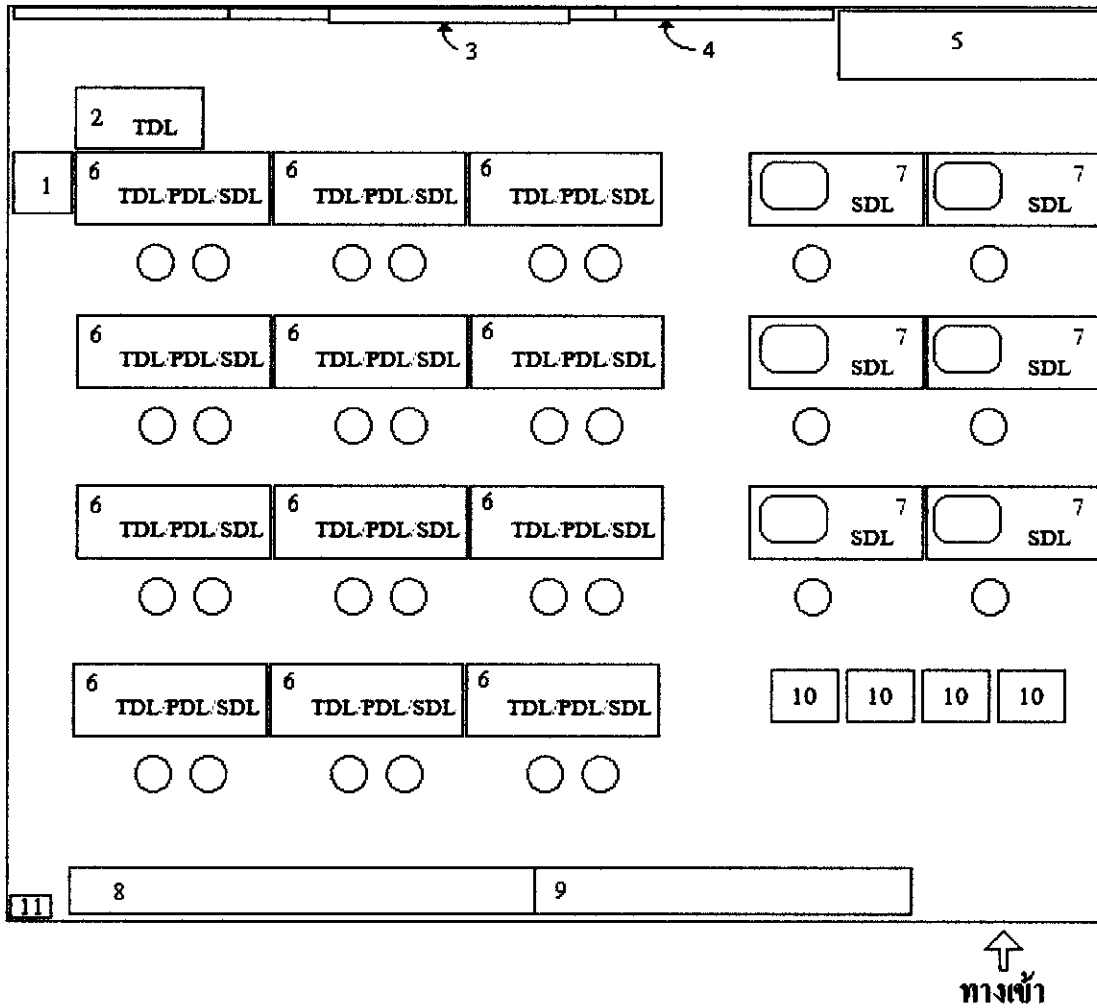 3 4 5
2 TDL
1 6 6 6 7 7
TDL/PDL/SDL TDL/PDL/SDL TDL/PDL/SDL SDL SDL
6 6 6 7 7
TDL/PDL/SDL TDL/PDL/SDL TDL/PDL/SDL SDL SDL
6 6 6 7 7
TDL/PDL/SDL TDL/PDL/SDL TDL/PDL/SDL SDL SDL
6 6 6
TDL/PDL/SDL TDL/PDL/SDL TDL/PDL/SDL 10 10 10 10
8 9
11
ทางเข้า